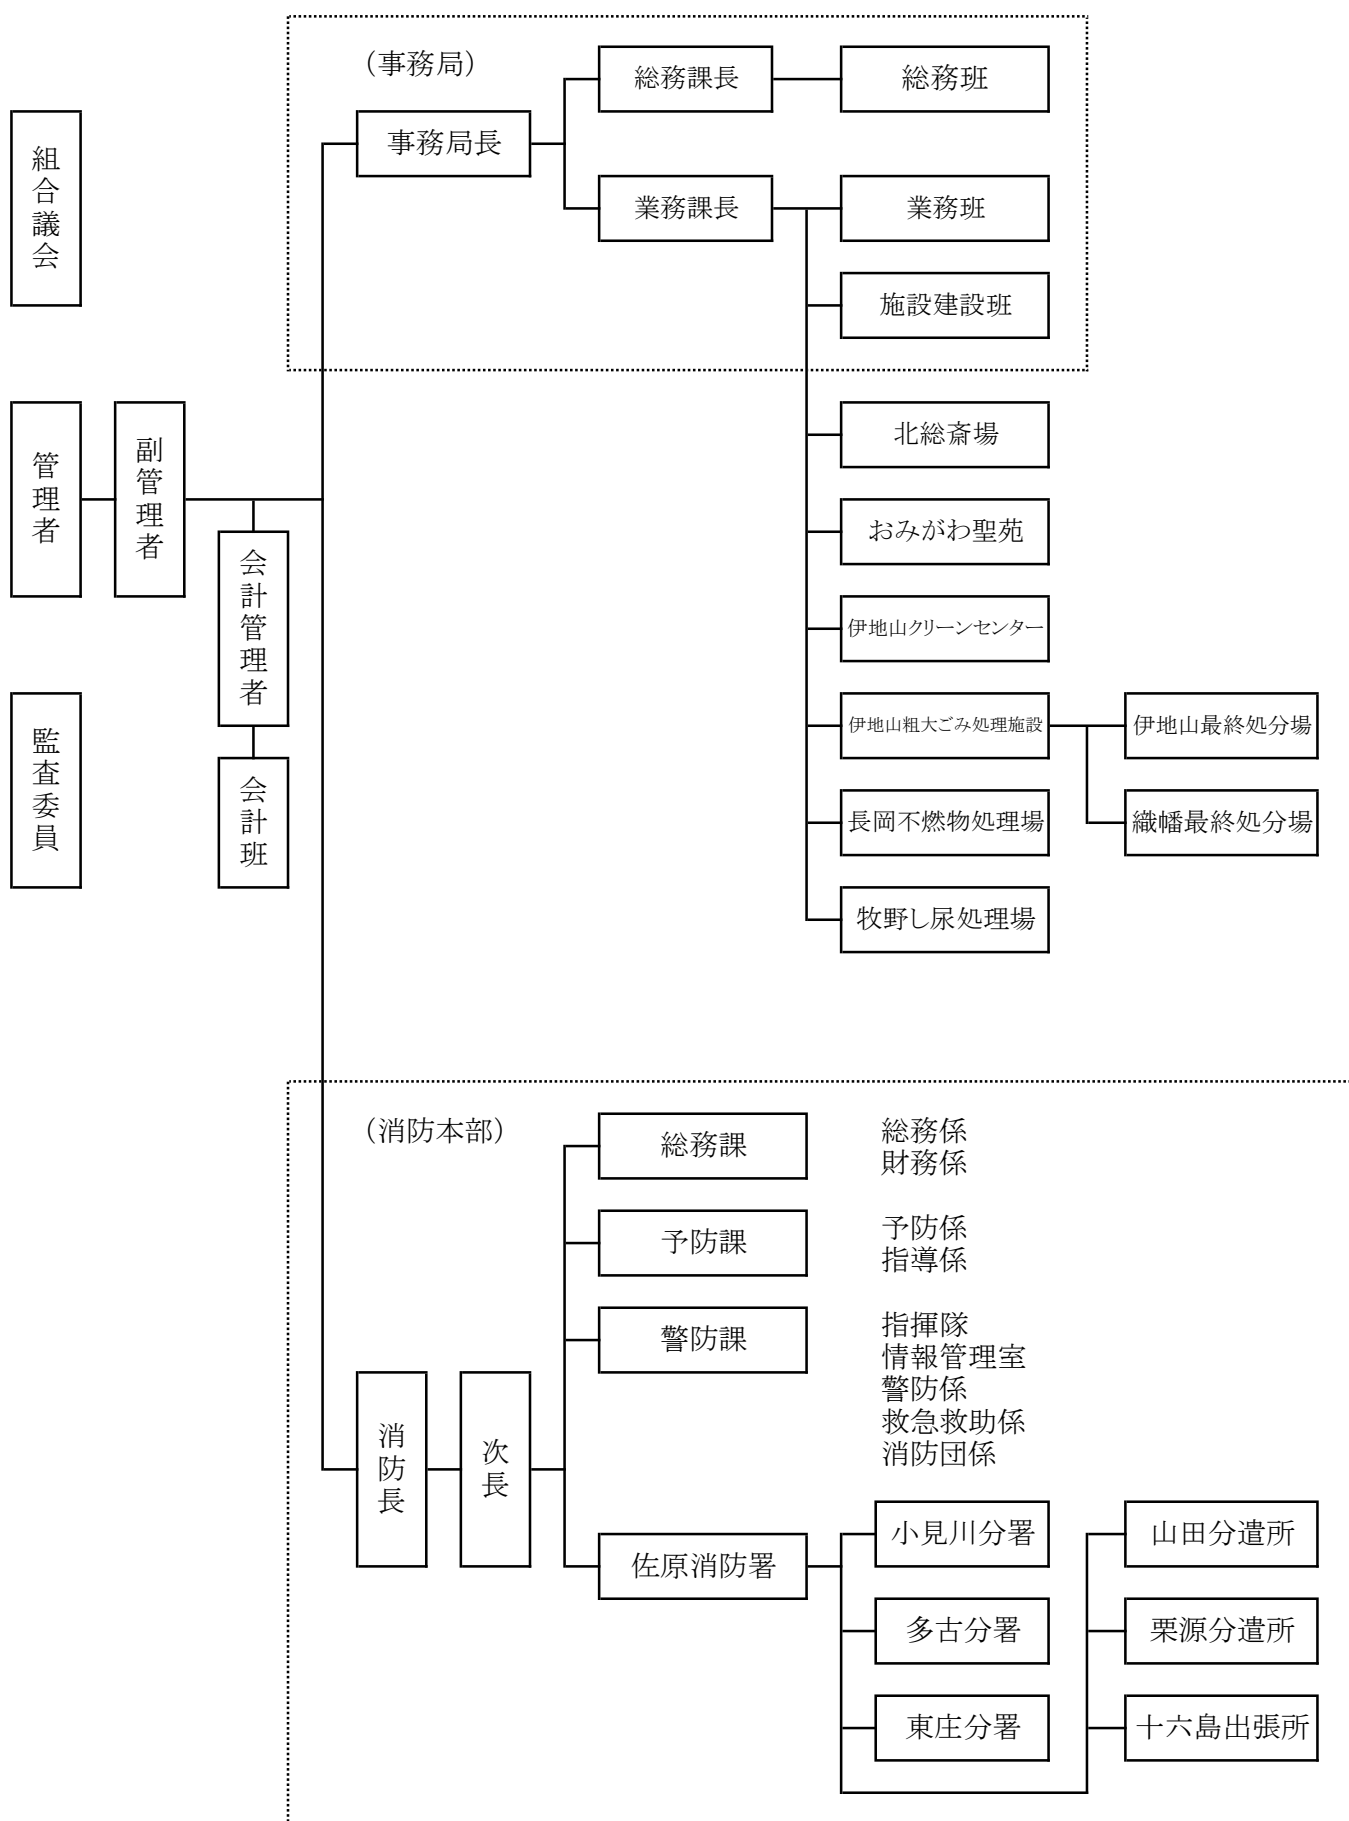 （事務局）
総務課長
総務班
事務局長
業務課長
業務班
施設建設班
組合議会
管理者
副管理者
会計管理者
会計班
監査委員
北総斎場
おみがわ聖苑
伊地山クリーンセンター
伊地山粗大ごみ処理施設
伊地山最終処分場
長岡不燃物処理場
織幡最終処分場
牧野し尿処理場
（消防本部）
総務課
総務係
財務係
予防課
予防係
指導係
警防課
指揮隊
情報管理室
警防係
救急救助係
消防団係
消防長
次長
佐原消防署
小見川分署
山田分遣所
多古分署
栗源分遣所
東庄分署
十六島出張所